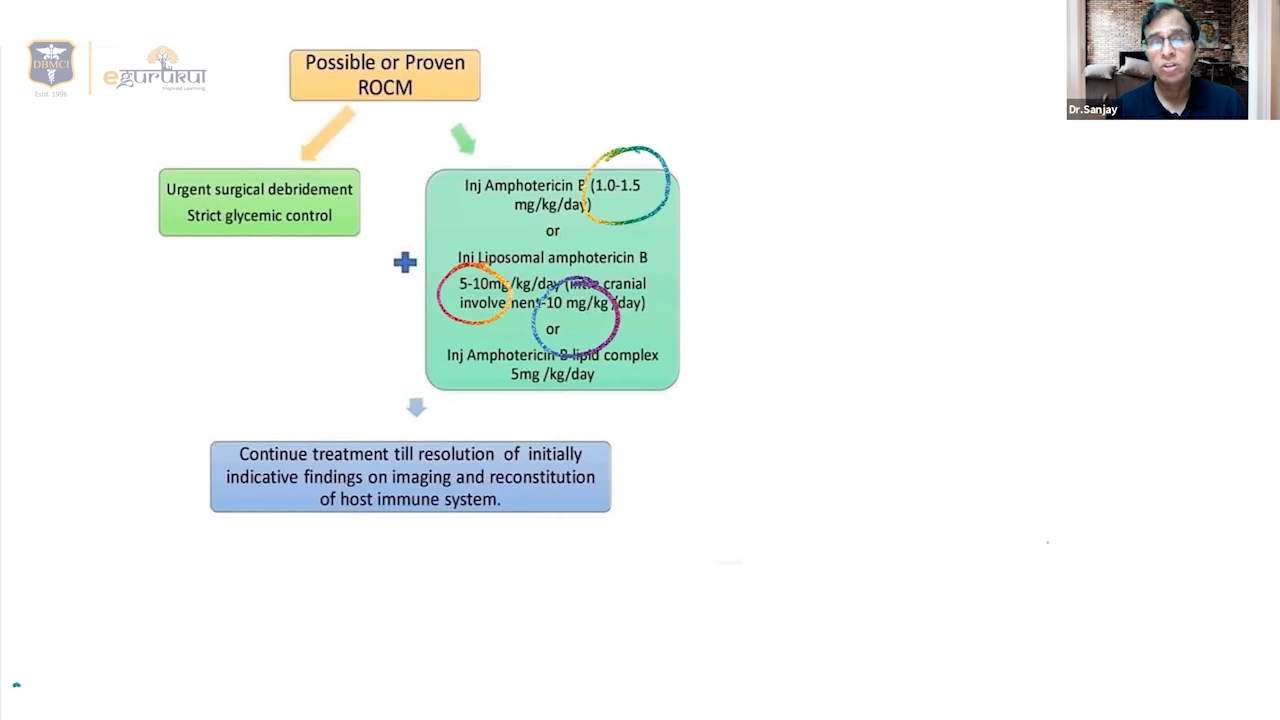 DBMCI
Estd. 1996
egurukul
Inspired Learning
Dr.Sanjay
Possible or Proven
ROCM
Urgent surgical debridement
Strict glycemic control
Inj Amphotericin B (1.0-1.5
mg/kg/day)
or
Inj Liposomal amphotericin B
5-10mg/kg/day (intra cranial
involvement-10 mg/kg /day)
or
Inj Amphotericin B lipid complex
5mg /kg/day
Continue treatment till resolution of initially
indicative findings on imaging and reconstitution
of host immune system.